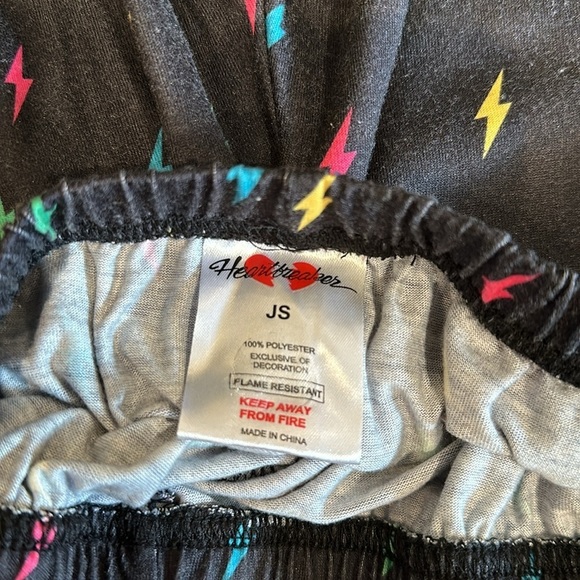 Heartbreaker
JS
100% POLYESTER
EXCLUSIVE OF
DECORATION
FLAME RESISTANT
KEEP AWAY
FROM FIRE
MADE IN CHINA